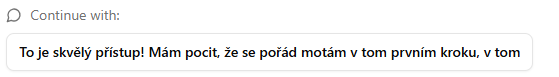 Continue with:
To je skvělý přístup! Mám pocit, že se pořád motám v tom prvním kroku, v tom